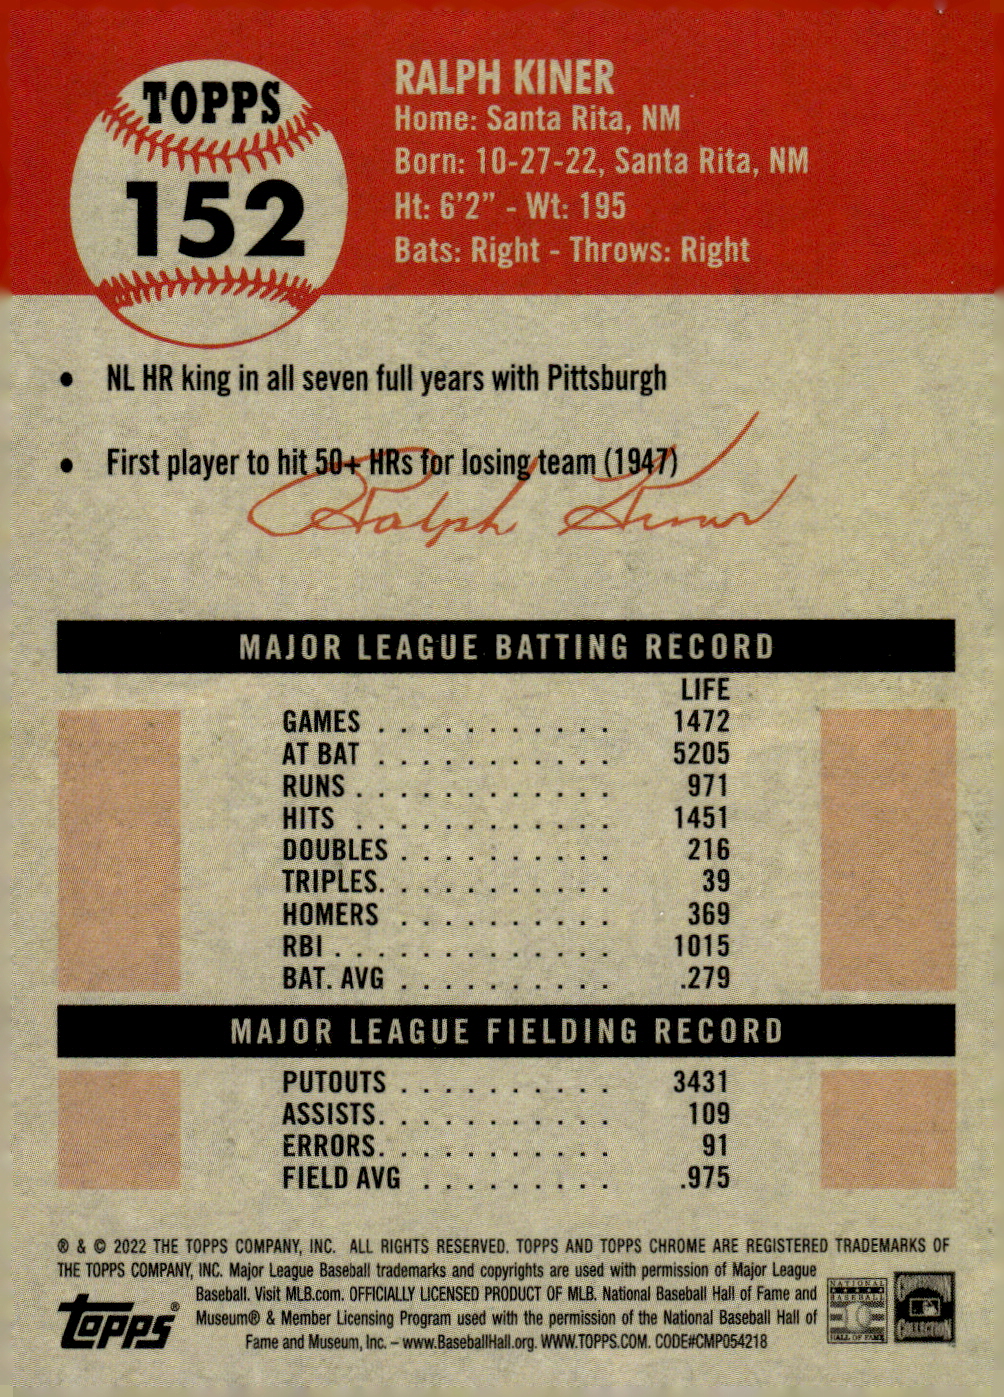 TOPPS
152
RALPH KINER
Home: Santa Rita, NM
Born: 10-27-22, Santa Rita, NM
Ht: 6'2” - Wt: 195
Bats: Right - Throws: Right
• NL HR king in all seven full years with Pittsburgh
• First player to hit 50+ HRs for losing team (1947)
Ralph Kiner
MAJOR LEAGUE BATTING RECORD
LIFE
GAMES . . . . . . . . . . . 1472
AT BAT . . . . . . . . . . . 5205
RUNS . . . . . . . . . . . . 971
HITS . . . . . . . . . . . . 1451
DOUBLES . . . . . . . . . . 216
TRIPLES. . . . . . . . . . . 39
HOMERS . . . . . . . . . . 369
RBI . . . . . . . . . . . . . 1015
BAT. AVG . . . . . . . . . . .279
MAJOR LEAGUE FIELDING RECORD
PUTOUTS . . . . . . . . . . 3431
ASSISTS. . . . . . . . . . . 109
ERRORS. . . . . . . . . . . 91
FIELD AVG . . . . . . . . . .975
® & © 2022 THE TOPPS COMPANY, INC. ALL RIGHTS RESERVED. TOPPS AND TOPPS CHROME ARE REGISTERED TRADEMARKS OF
THE TOPPS COMPANY, INC. Major League Baseball trademarks and copyrights are used with permission of Major League
Baseball. Visit MLB.com. OFFICIALLY LICENSED PRODUCT OF MLB. National Baseball Hall of Fame and
Museum® & Member Licensing Program used with the permission of the National Baseball Hall of
Fame and Museum, Inc. – www.BaseballHall.org. WWW.TOPPS.COM. CODE#CMP054218
Topps®
NATIONAL
BASEBALL
HALL OF FAME
COOPERSTOWN
COLLECTION